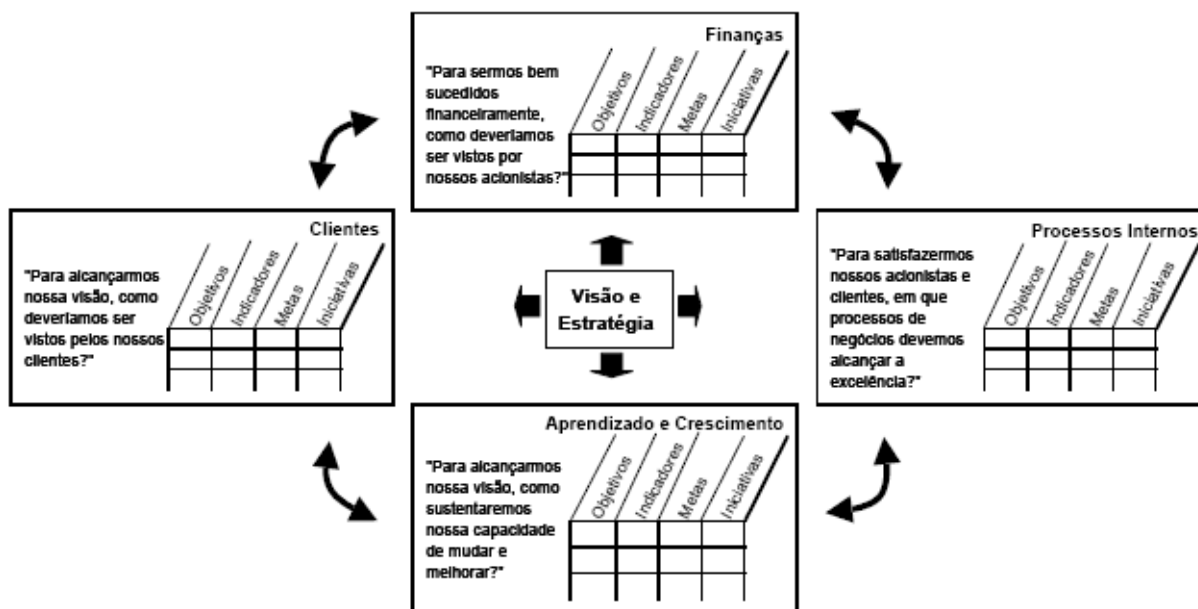 Finanças
"Para sermos bem
sucedidos
financeiramente,
como deveríamos
ser vistos por
nossos acionistas?"
Objetivos
Indicadores
Metas
Iniciativas
Clientes
"Para alcançarmos
nossa visão, como
deveríamos ser
vistos pelos nossos
clientes?"
Objetivos
Indicadores
Metas
Iniciativas
Visão e
Estratégia
Processos Internos
"Para satisfazermos
nossos acionistas e
clientes, em que
processos de
negócios devemos
alcançar a
excelência?"
Objetivos
Indicadores
Metas
Iniciativas
Aprendizado e Crescimento
"Para alcançarmos
nossa visão, como
sustentaremos
nossa capacidade
de mudar e
melhorar?"
Objetivos
Indicadores
Metas
Iniciativas